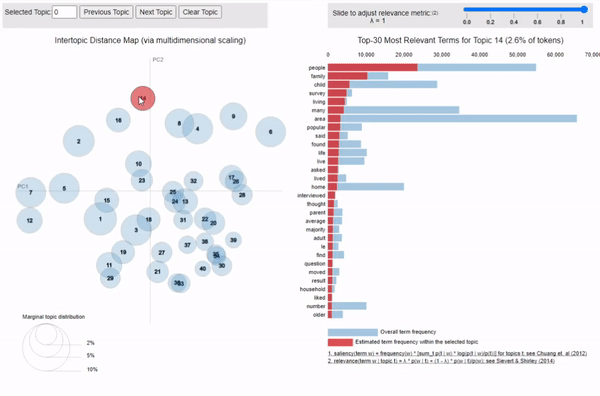 Selected Topic: 0 Previous Topic Next Topic Clear Topic
Slide to adjust relevance metric:(2)
λ = 1
0.0 0.2 0.4 0.6 0.8 1
Intertopic Distance Map (via multidimensional scaling)
PC2
PC1
16
8
4
9
6
2
10
23
7
5
12
15
1
3
18
32
17
28
25
24
13
31
22
20
39
38
37
27
19
11
29
21
40
30
33
Marginal topic distribution
2%
5%
10%
Top-30 Most Relevant Terms for Topic 14 (2.6% of tokens)
0 10,000 20,000 30,000 40,000 50,000 60,000 70,000
people
family
child
survey
living
many
area
popular
said
found
life
live
asked
lived
home
interviewed
thought
parent
average
majority
adult
le
find
question
moved
result
household
liked
number
older
Overall term frequency
Estimated term frequency within the selected topic
1. saliency(term w) = frequency(w) * [sum_t p(t | w) * log(p(t | w)/p(t))] for topics t; see Chuang et. al (2012)
2. relevance(term w | topic t) = λ * p(w | t) + (1 - λ) * p(w | t)/p(w); see Sievert & Shirley (2014)